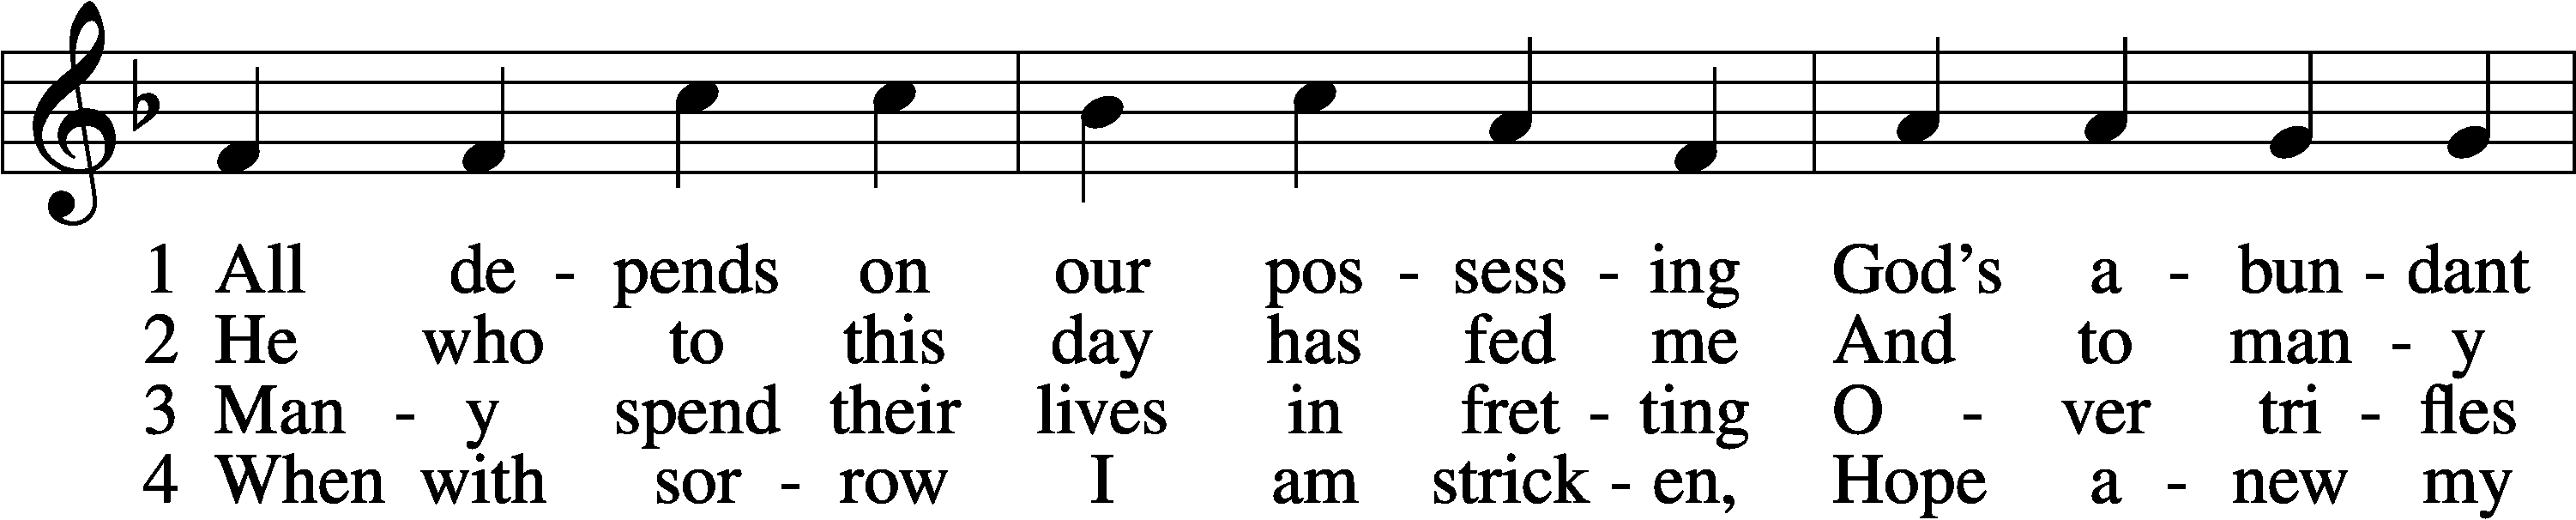 1 All de - pends on our pos - sess - ing God's a - bun - dant
2 He who to this day has fed me And to man - y
3 Man - y spend their lives in fret - ting O - ver tri - fles
4 When with sor - row I am strick - en, Hope a - new my